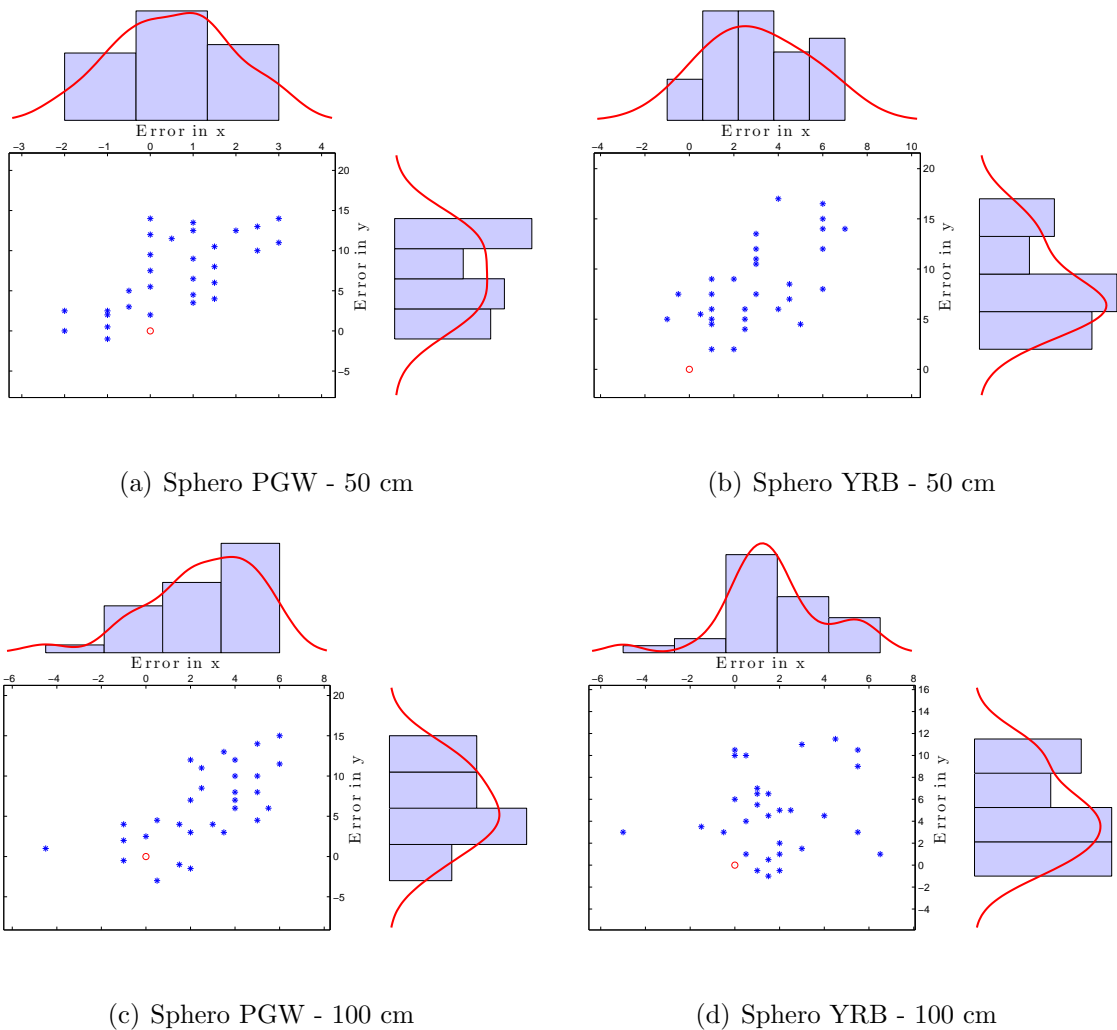 Error in x
−3 −2 −1 0 1 2 3 4
20
15
10
5
0
−5
Error in y
(a) Sphero PGW - 50 cm
Error in x
−4 −2 0 2 4 6 8 10
20
15
10
5
0
Error in y
(b) Sphero YRB - 50 cm
Error in x
−6 −4 −2 0 2 4 6 8
20
15
10
5
0
−5
Error in y
(c) Sphero PGW - 100 cm
Error in x
−6 −4 −2 0 2 4 6 8
16
14
12
10
8
6
4
2
0
−2
−4
Error in y
(d) Sphero YRB - 100 cm